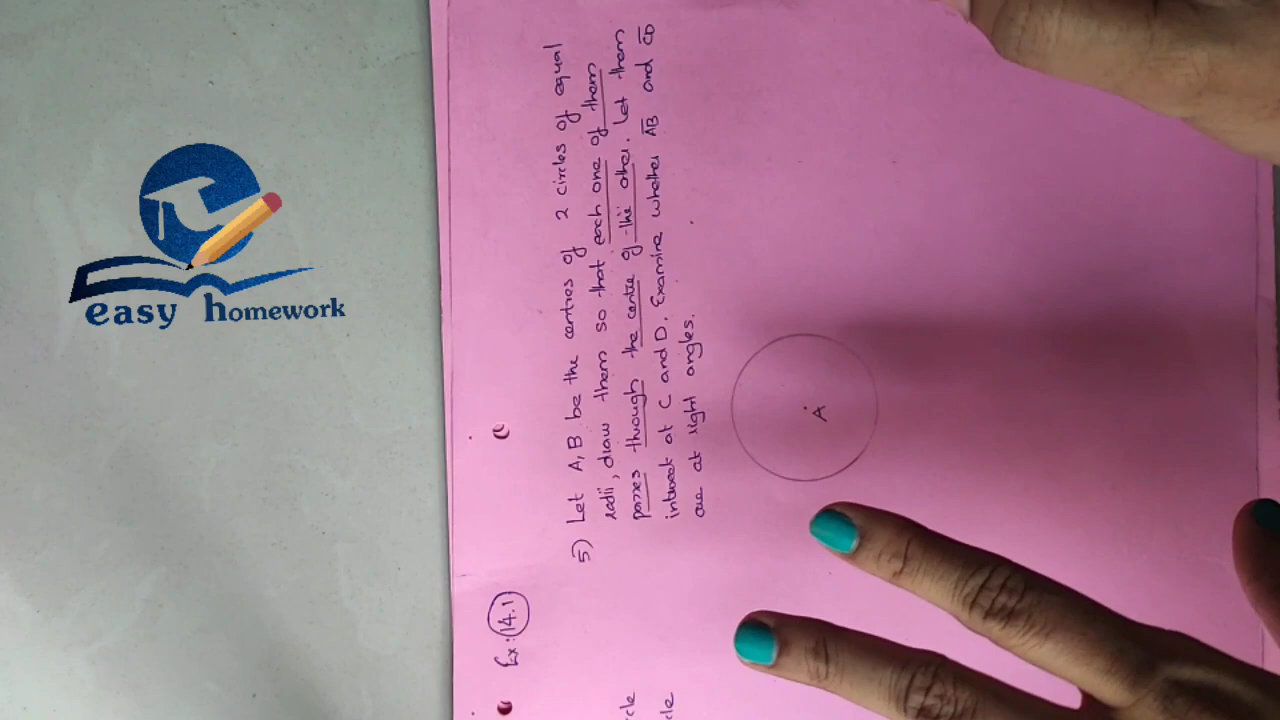 easy homework
Ex: 14.1
5) Let A, B be the centres of 2 circles of equal
radii, draw them so that each one of them
passes through the centre of the other. Let them
intersect at C and D. Examine whether AB and CD
are at right angles.
A
cle
cle